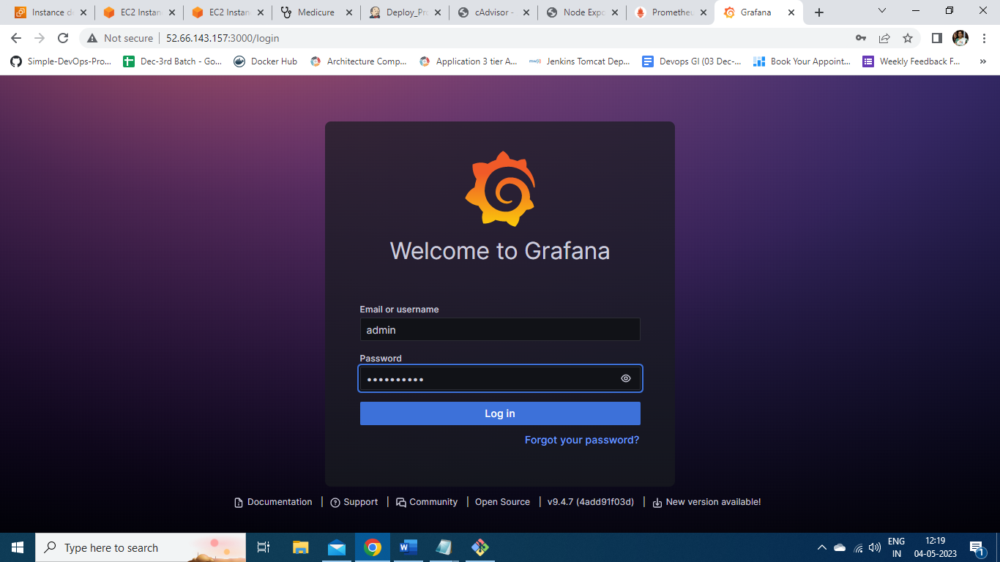 Instance de
EC2 Instan
EC2 Instan
Medicure
Deploy_Pro
cAdvisor -
Node Expo
Prometheu
Grafana
Not secure
52.66.143.157:3000/login
Simple-DevOps-Pro...
Dec-3rd Batch - Go...
Docker Hub
Architecture Comp...
Application 3 tier A...
Jenkins Tomcat Dep...
Devops GI (03 Dec-...
Book Your Appoint...
Weekly Feedback F...
»
Welcome to Grafana
Email or username
admin
Password
••••••••••
Log in
Forgot your password?
Documentation | Support | Community | Open Source | v9.4.7 (4add91f03d) | New version available!
Type here to search
ENG
IN
12:19
04-05-2023
1